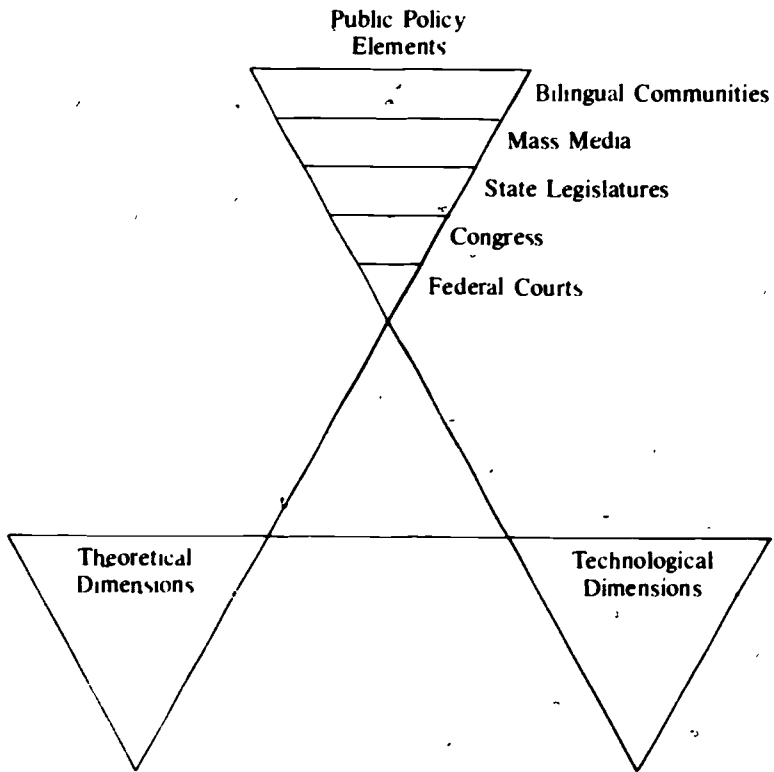 Public Policy
Elements
Bilingual Communities
Mass Media
State Legislatures
Congress
Federal Courts
Theoretical
Dimensions
Technological
Dimensions